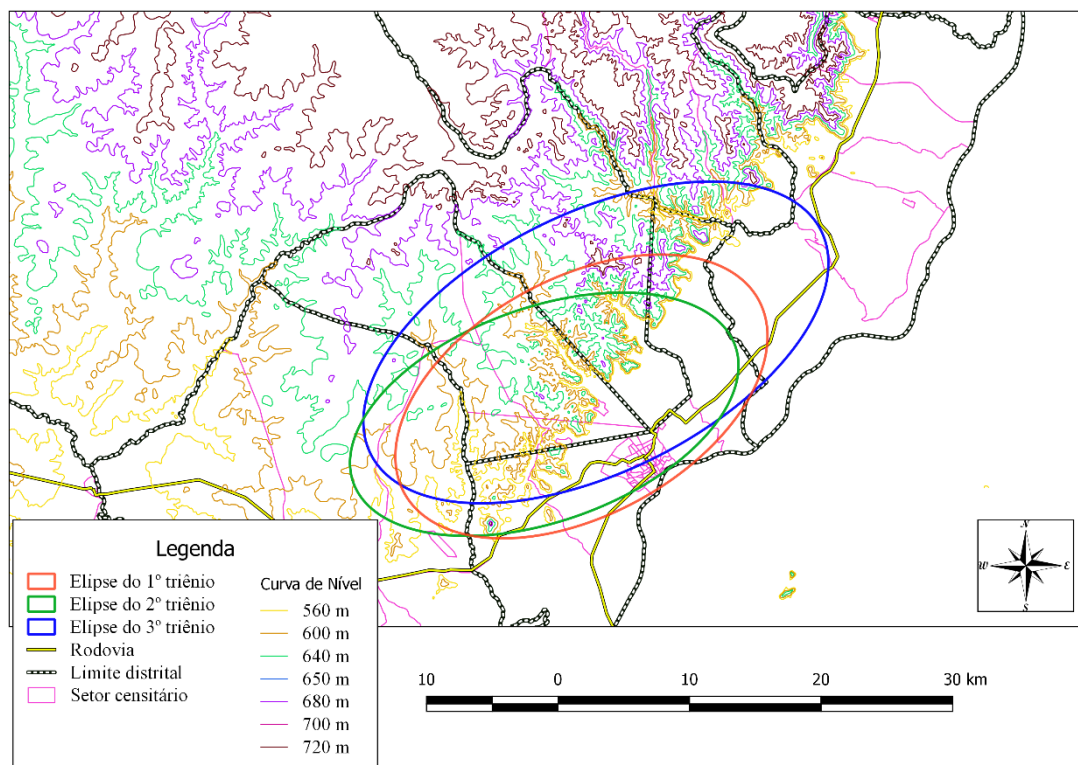 N
w
ε
S
Legenda
Elipse do 1º triênio
Elipse do 2º triênio
Elipse do 3º triênio
Rodovia
Limite distrital
Setor censitário
Curva de Nível
560 m
600 m
640 m
650 m
680 m
700 m
720 m
10 0 10 20 30 km